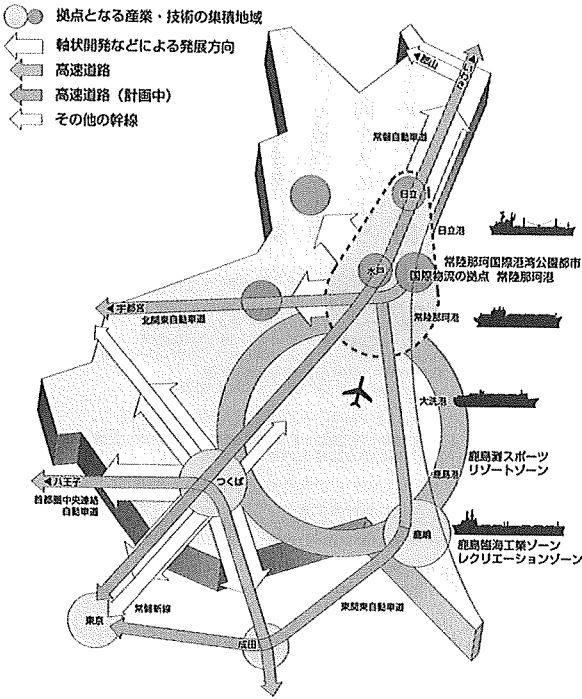 拠点となる産業・技術の集積地域
軸状開発などによる発展方向
高速道路
高速道路（計画中）
その他の幹線
郡山
いわき
常磐自動車道
日立
日立港
水戸
常陸那珂国際港湾公園都市
国際物流の拠点 常陸那珂港
宇都宮
北関東自動車道
常陸那珂港
大洗港
鹿島港
鹿島灘スポーツ
リゾートゾーン
八王子
つくば
首都圏中央連絡
自動車道
鹿嶋
鹿島臨海工業ゾーン
レクリエーションゾーン
常磐新線
東京
東関東自動車道
成田